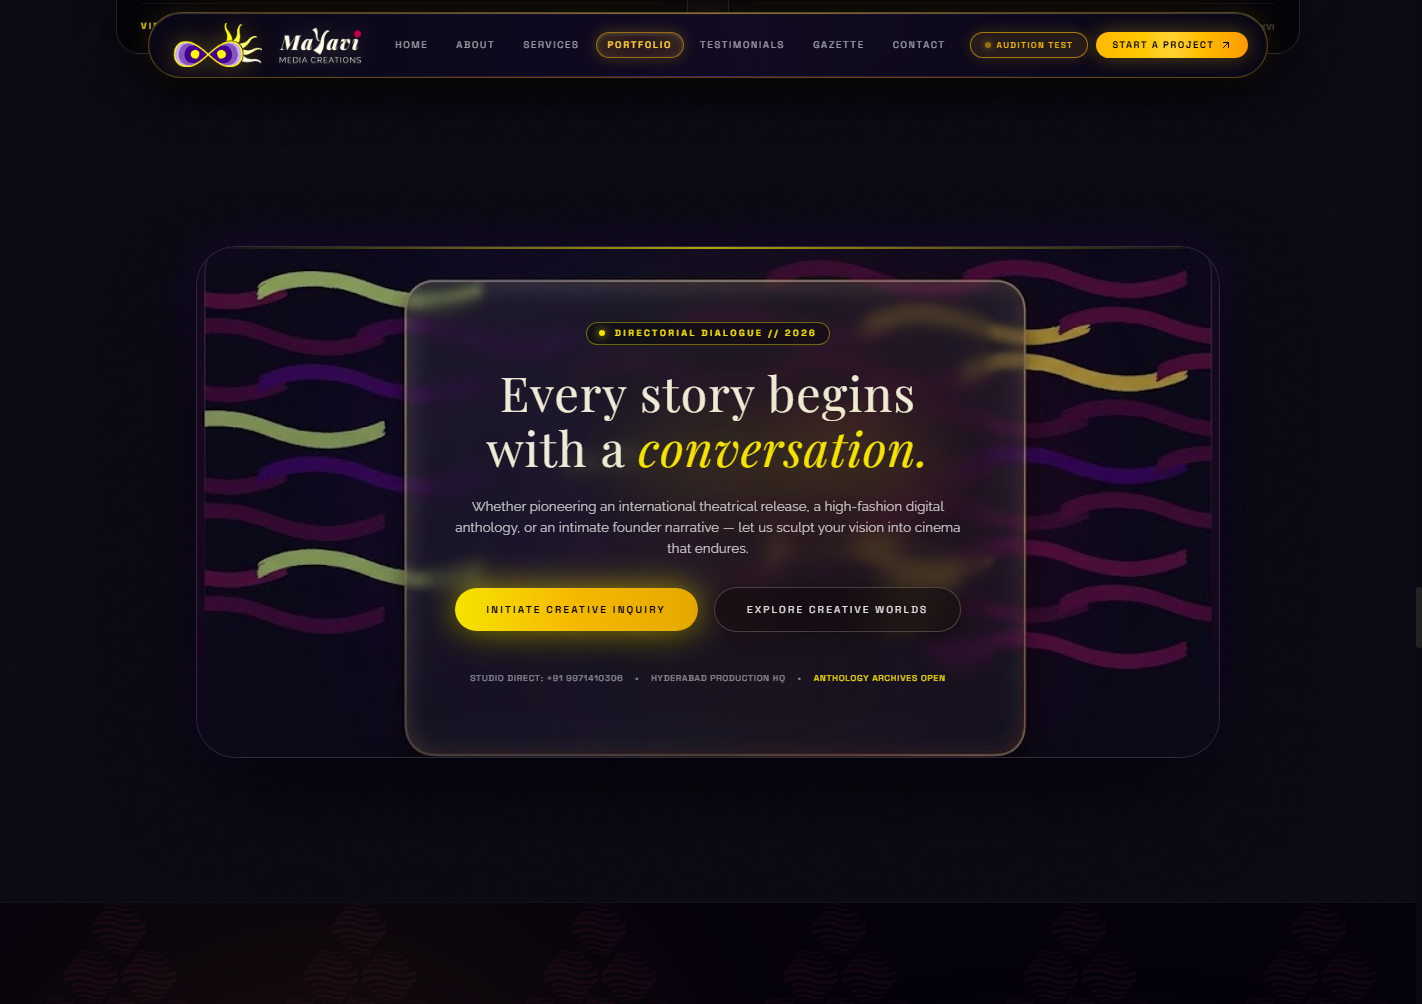 MaYavi
MEDIA CREATIONS
HOME
ABOUT
SERVICES
PORTFOLIO
TESTIMONIALS
GAZETTE
CONTACT
AUDITION TEST
START A PROJECT
DIRECTORIAL DIALOGUE // 2026
Every story begins
with a conversation.
Whether pioneering an international theatrical release, a high-fashion digital
anthology, or an intimate founder narrative — let us sculpt your vision into cinema
that endures.
INITIATE CREATIVE INQUIRY
EXPLORE CREATIVE WORLDS
STUDIO DIRECT: +91 9971410306 • HYDERABAD PRODUCTION HQ • ANTHOLOGY ARCHIVES OPEN